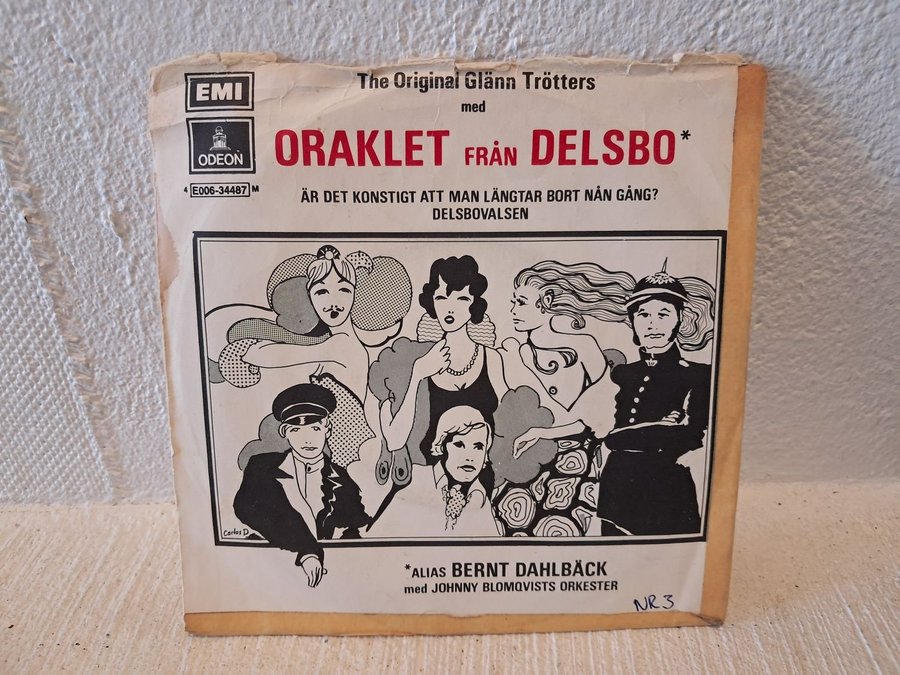 The Original Glänn Trötters
med
ORAKLET FRÅN DELSBO*
EMI
ODEON
4 E006-34487 M
ÄR DET KONSTIGT ATT MAN LÄNGTAR BORT NÅN GÅNG?
DELSBOVALSEN
Carlos D
*ALIAS BERNT DAHLBÄCK
med JOHNNY BLOMQVISTS ORKESTER
NR 3